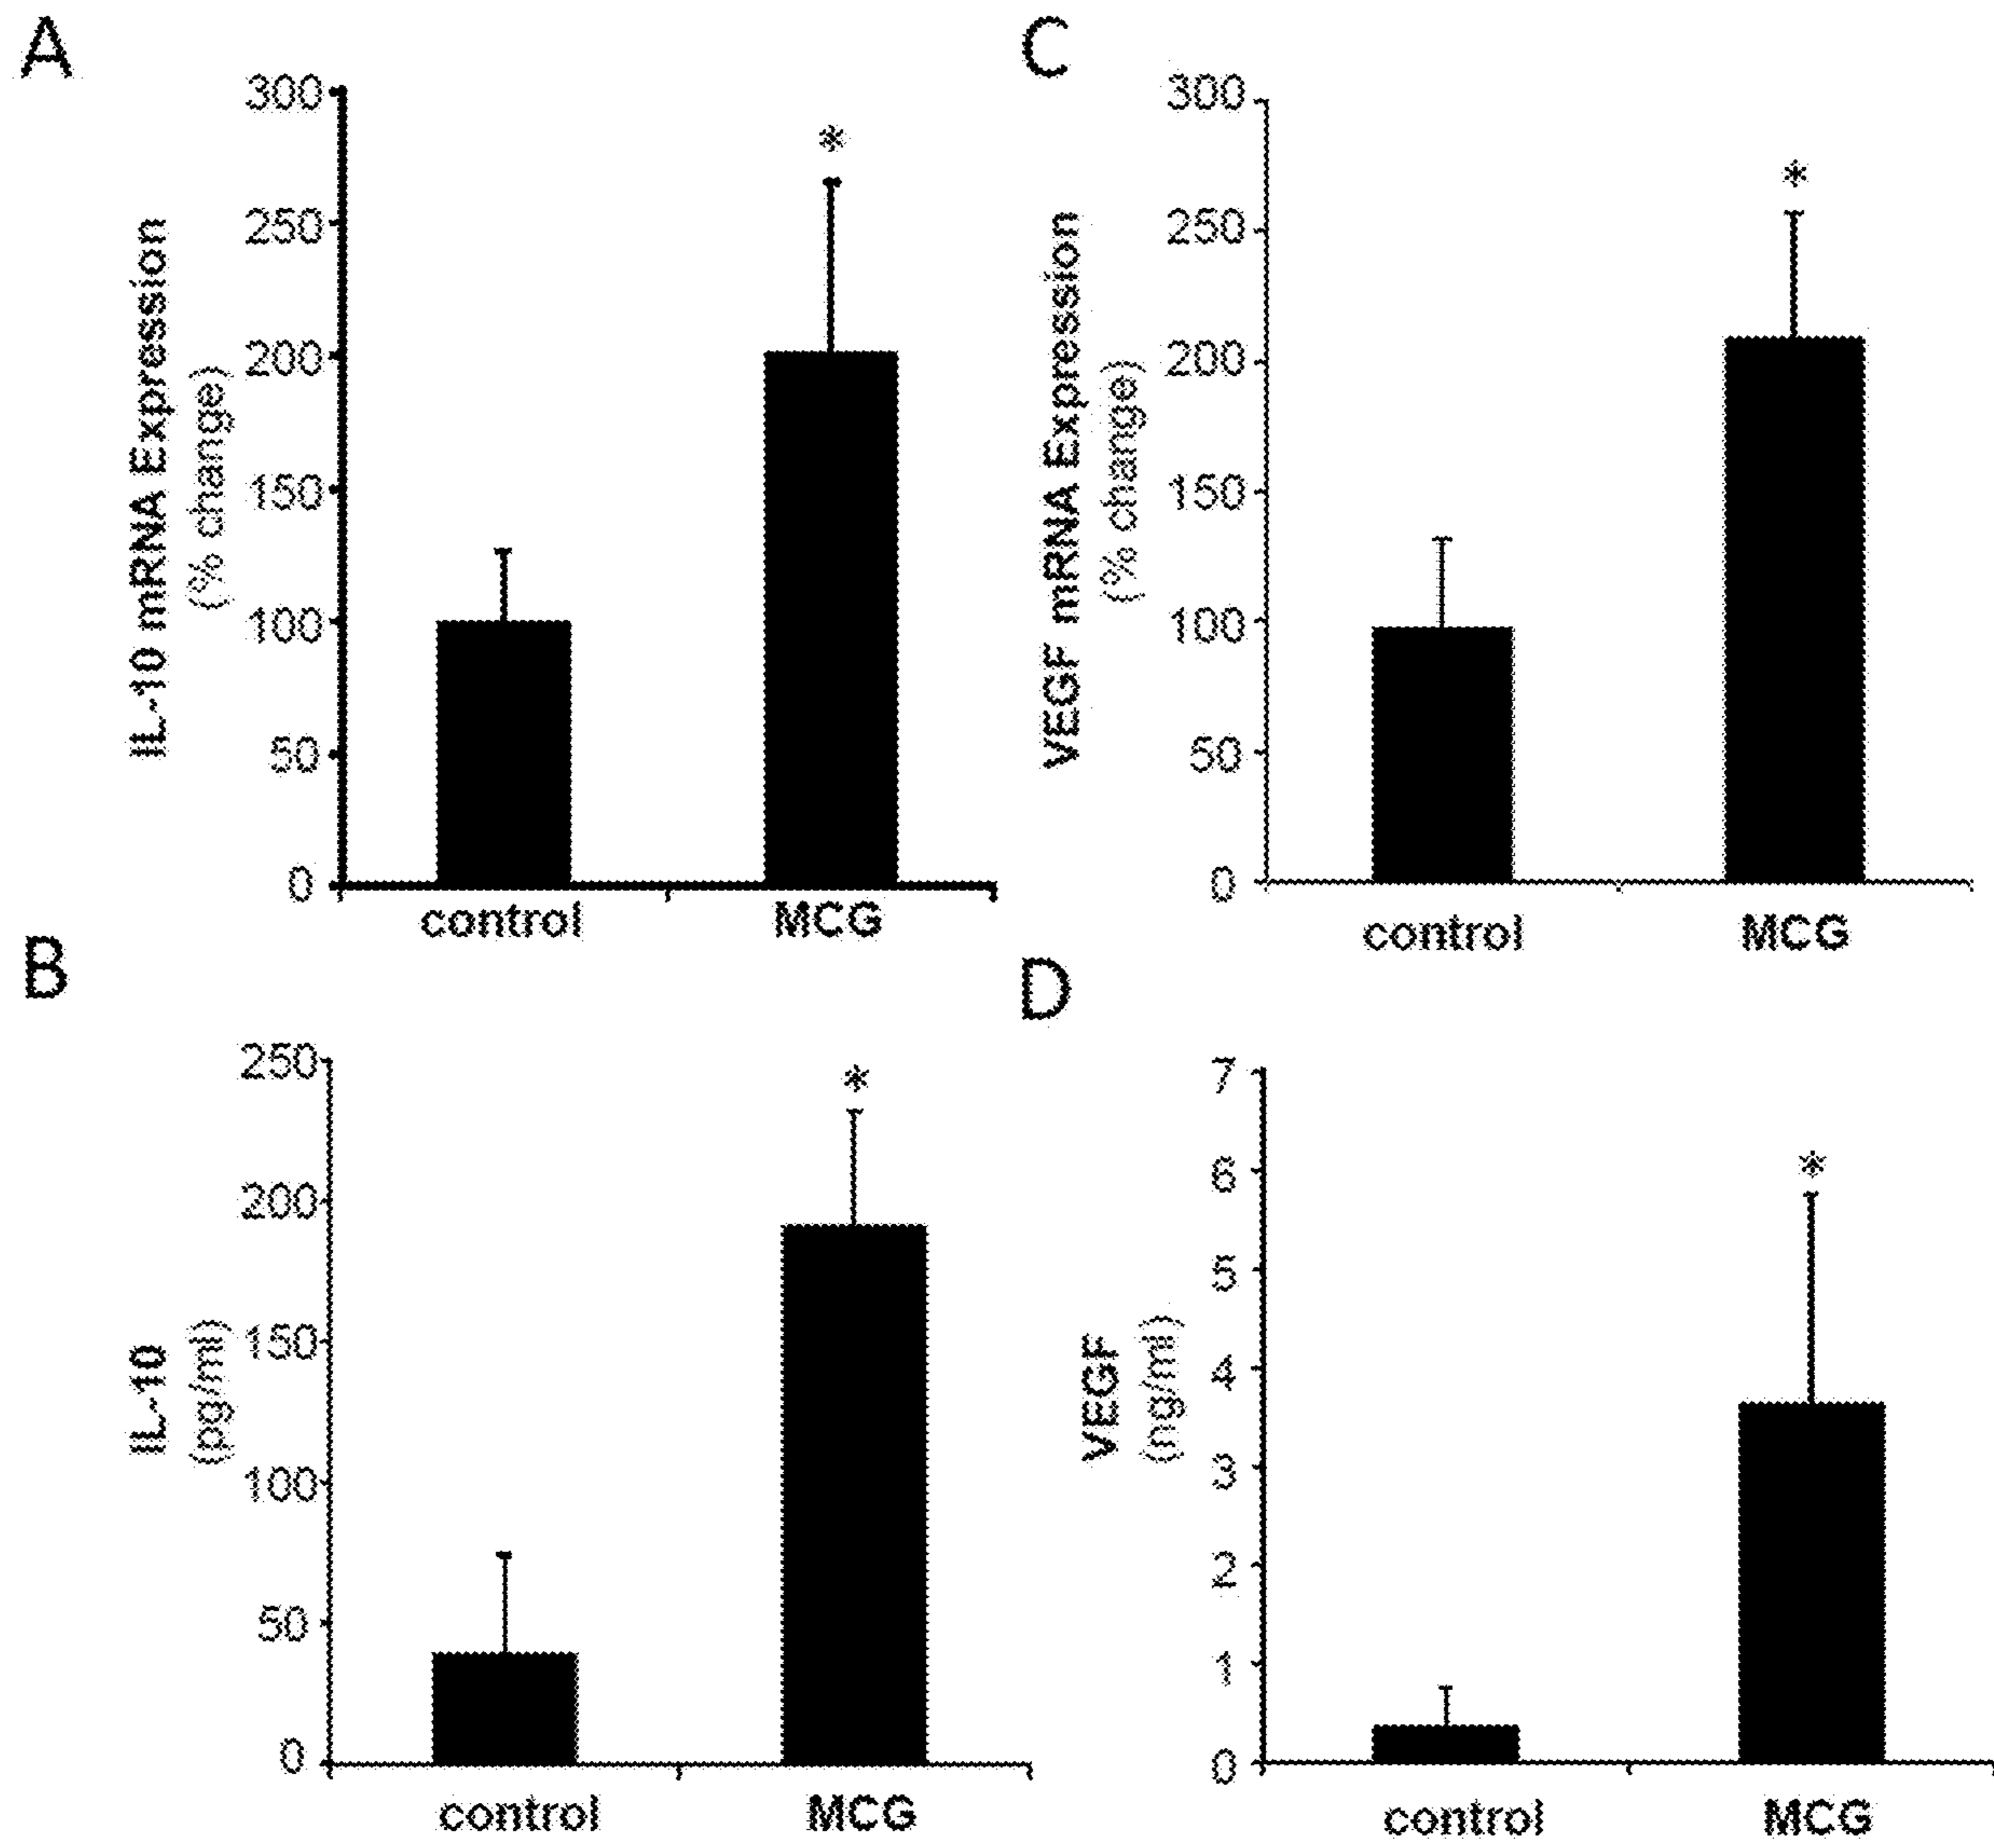 A
300
250
200
150
100
50
0
IL-10 mRNA Expression
(% change)
*
control MCG
C
300
250
200
150
100
50
0
VEGF mRNA Expression
(% change)
*
control MCG
B
250
200
150
100
50
0
IL-10
(pg/ml)
*
control MCG
D
7
6
5
4
3
2
1
0
VEGF
(ng/ml)
*
control MCG